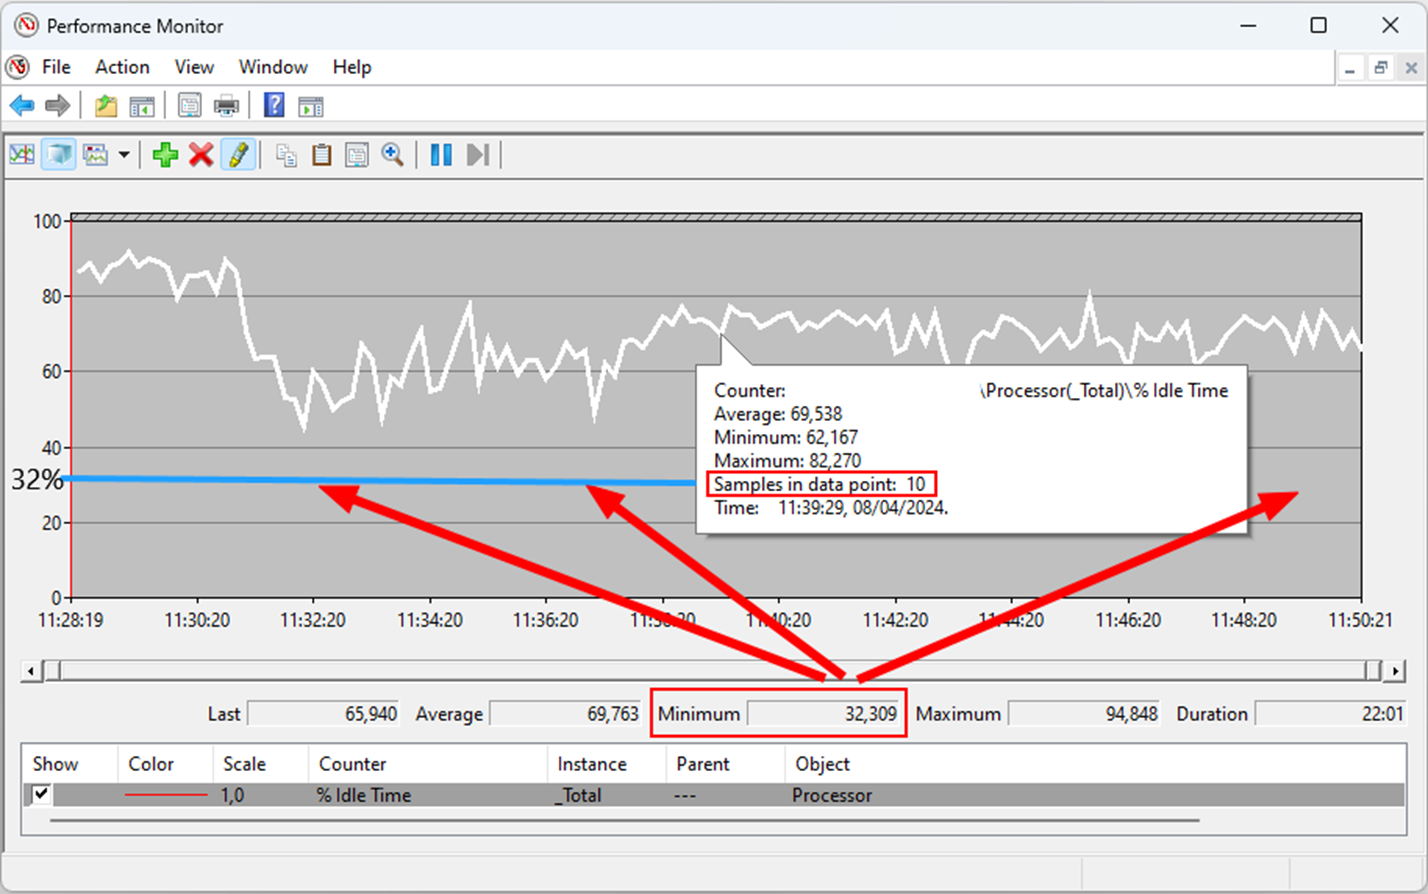 Performance Monitor
File Action View Window Help
100
80
60
40
32%
20
0
Counter: \Processor(_Total)\% Idle Time
Average: 69,538
Minimum: 62,167
Maximum: 82,270
Samples in data point: 10
Time: 11:39:29, 08/04/2024.
11:28:19 11:30:20 11:32:20 11:34:20 11:36:20 11:38:20 11:40:20 11:42:20 11:44:20 11:46:20 11:48:20 11:50:21
Last 65,940 Average 69,763 Minimum 32,309 Maximum 94,848 Duration 22:01
Show Color Scale Counter Instance Parent Object
1,0 % Idle Time _Total --- Processor